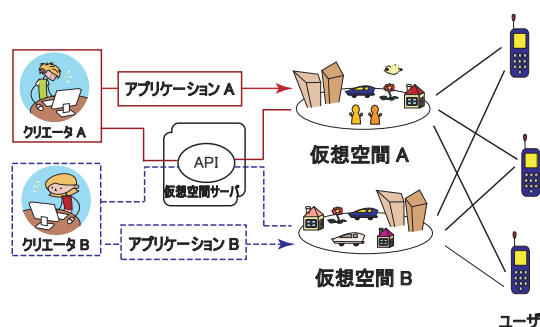 アプリケーション A
クリエータ A
API
仮想空間サーバ
仮想空間 A
クリエータ B
アプリケーション B
仮想空間 B
ユーザ